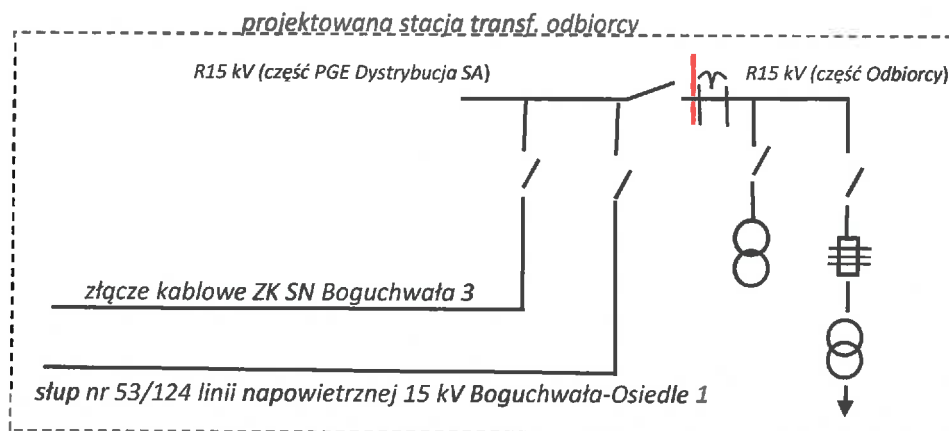 projektowana stacja transf. odbiorcy
R15 kV (część PGE Dystrybucja SA)
R15 kV (część Odbiorcy)
złącze kablowe ZK SN Boguchwała 3
słup nr 53/124 linii napowietrznej 15 kV Boguchwała-Osiedle 1